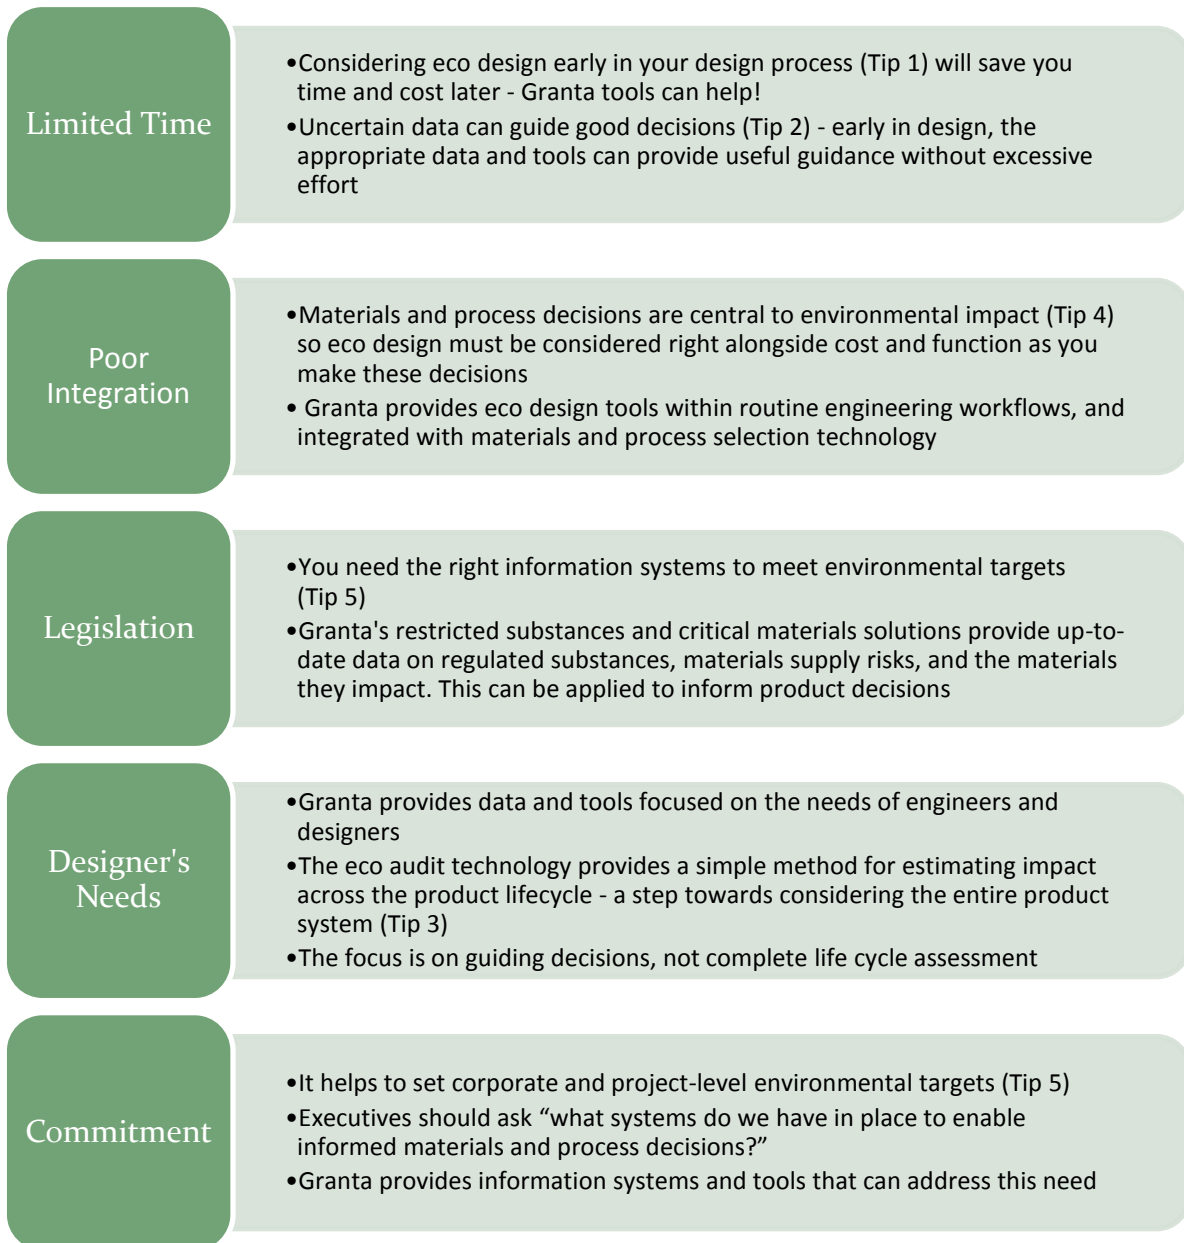 Limited Time
•Considering eco design early in your design process (Tip 1) will save you
time and cost later - Granta tools can help!
•Uncertain data can guide good decisions (Tip 2) - early in design, the
appropriate data and tools can provide useful guidance without excessive
effort
Poor
Integration
•Materials and process decisions are central to environmental impact (Tip 4)
so eco design must be considered right alongside cost and function as you
make these decisions
• Granta provides eco design tools within routine engineering workflows, and
integrated with materials and process selection technology
Legislation
•You need the right information systems to meet environmental targets
(Tip 5)
•Granta's restricted substances and critical materials solutions provide up-to-
date data on regulated substances, materials supply risks, and the materials
they impact. This can be applied to inform product decisions
Designer's
Needs
•Granta provides data and tools focused on the needs of engineers and
designers
•The eco audit technology provides a simple method for estimating impact
across the product lifecycle - a step towards considering the entire product
system (Tip 3)
•The focus is on guiding decisions, not complete life cycle assessment
Commitment
•It helps to set corporate and project-level environmental targets (Tip 5)
•Executives should ask “what systems do we have in place to enable
informed materials and process decisions?”
•Granta provides information systems and tools that can address this need